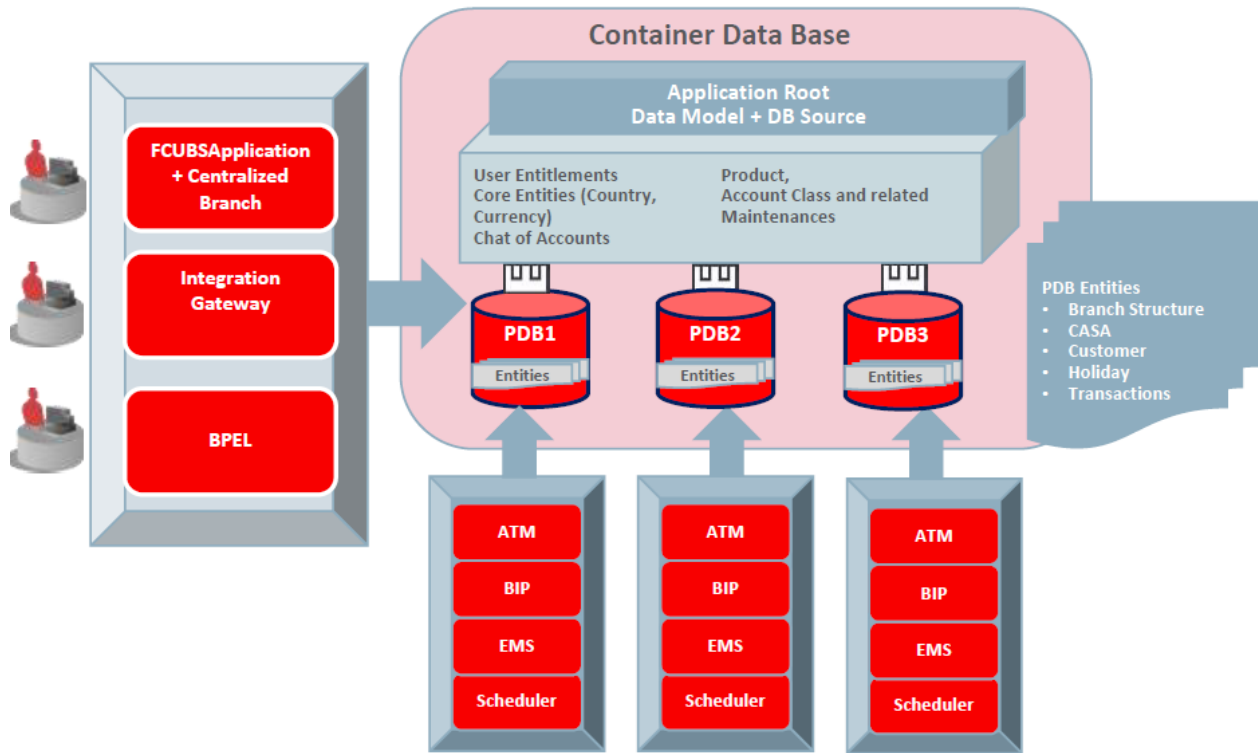 Container Data Base
Application Root
Data Model + DB Source
FCUBSApplication
+ Centralized
Branch
User Entitlements
Core Entities (Country,
Currency)
Chat of Accounts
Product,
Account Class and related
Maintenances
Integration
Gateway
BPEL
PDB1
Entities
PDB2
Entities
PDB3
Entities
PDB Entities
• Branch Structure
• CASA
• Customer
• Holiday
• Transactions
ATM
BIP
EMS
Scheduler
ATM
BIP
EMS
Scheduler
ATM
BIP
EMS
Scheduler